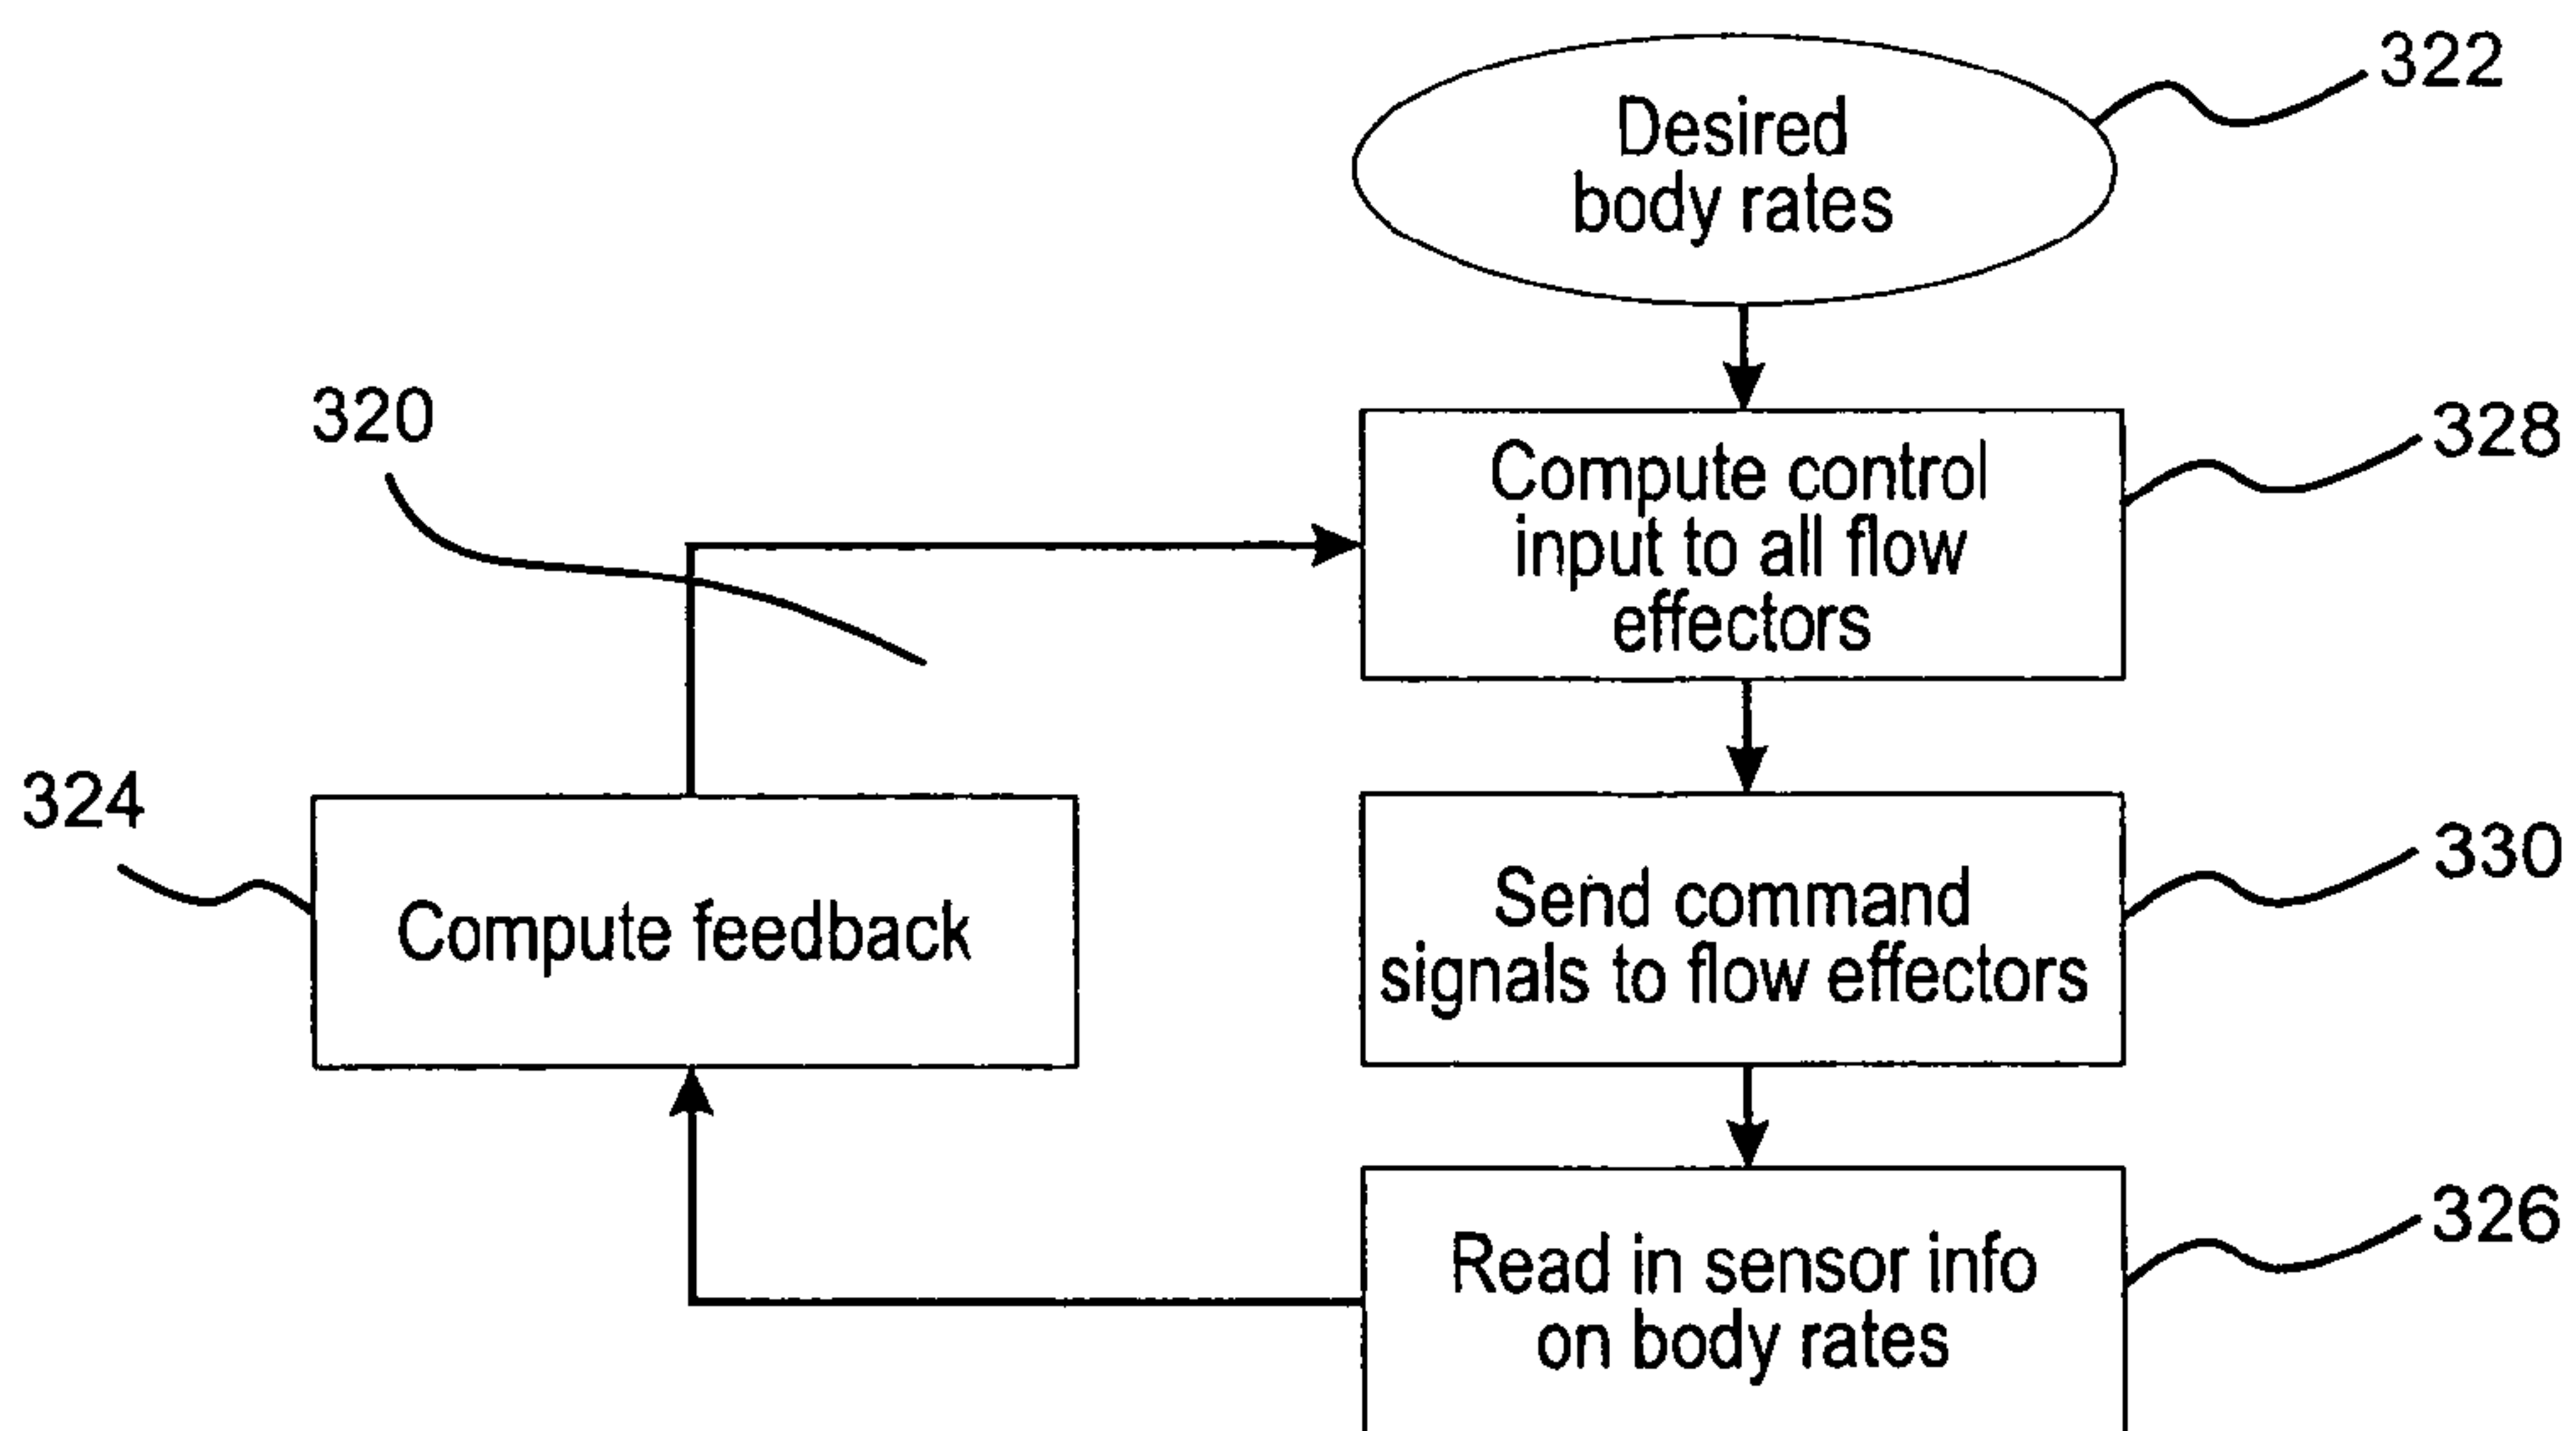 322
Desired
body rates
320
328
Compute control
input to all flow
effectors
324
Compute feedback
330
Send command
signals to flow effectors
326
Read in sensor info
on body rates